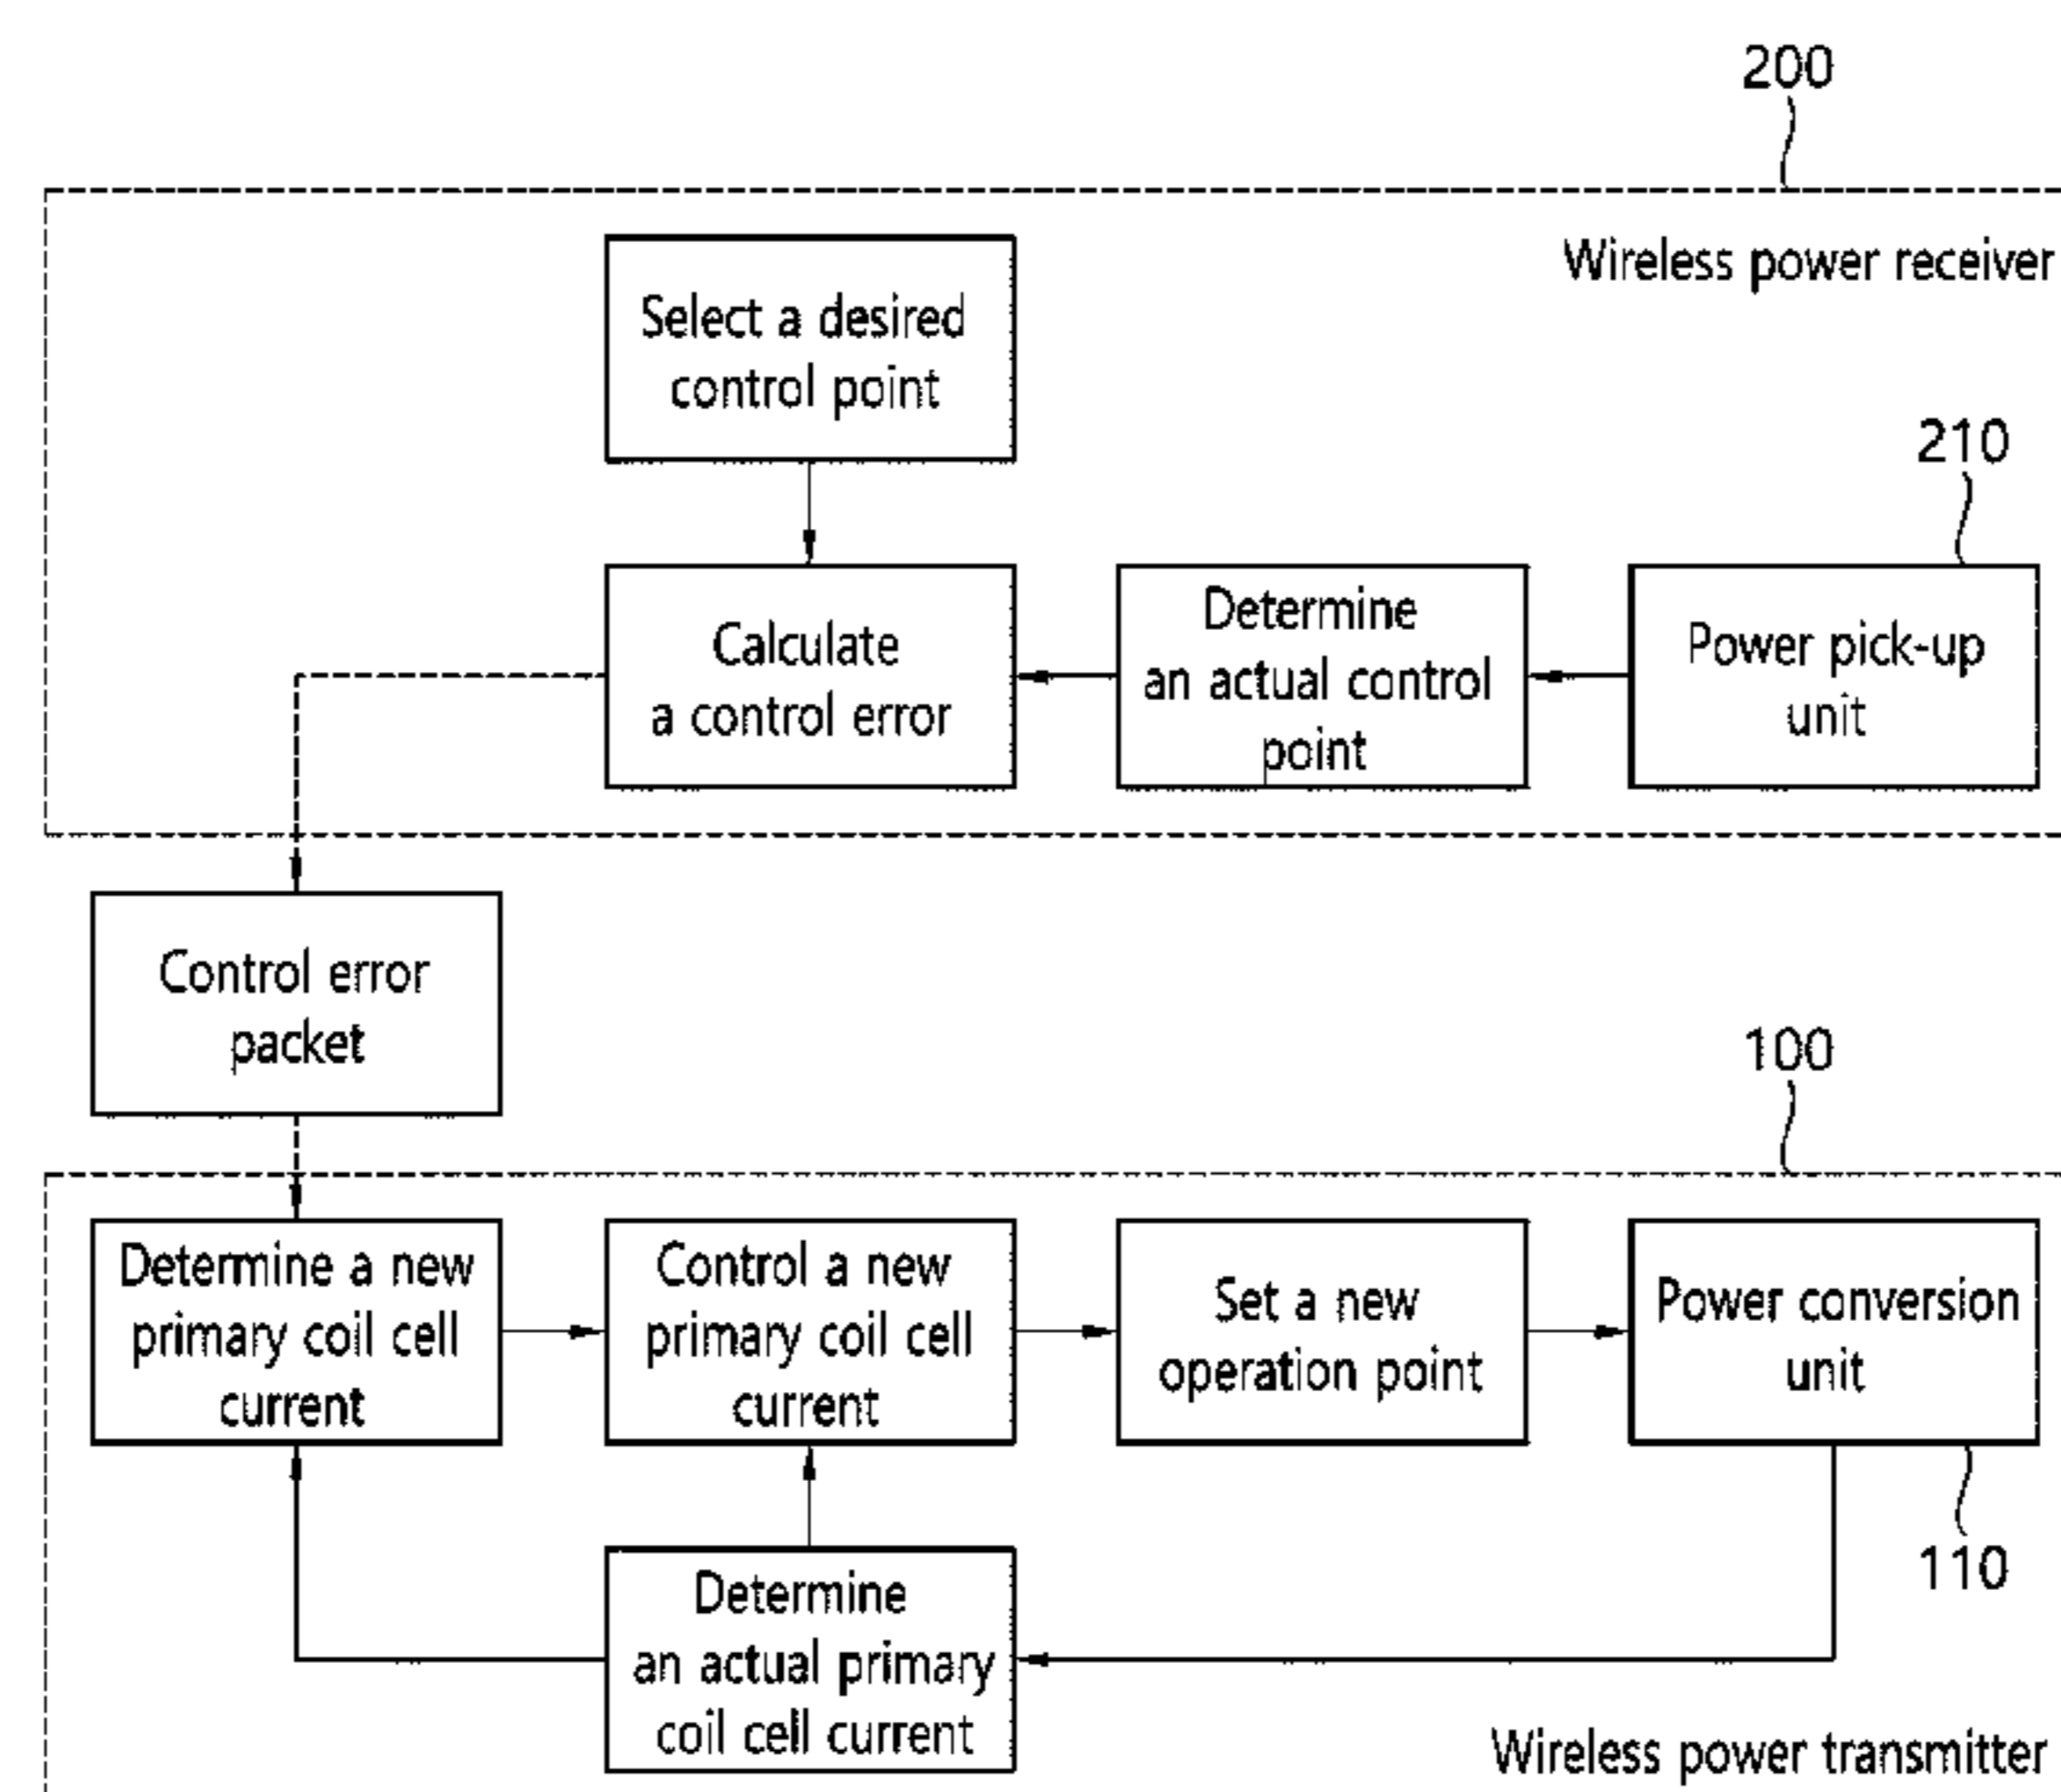 200
Wireless power receiver
Select a desired
control point
210
Calculate
a control error
Determine
an actual control
point
Power pick-up
unit
Control error
packet
100
Determine a new
primary coil cell
current
Control a new
primary coil cell
current
Set a new
operation point
Power conversion
unit
110
Determine
an actual primary
coil cell current
Wireless power transmitter